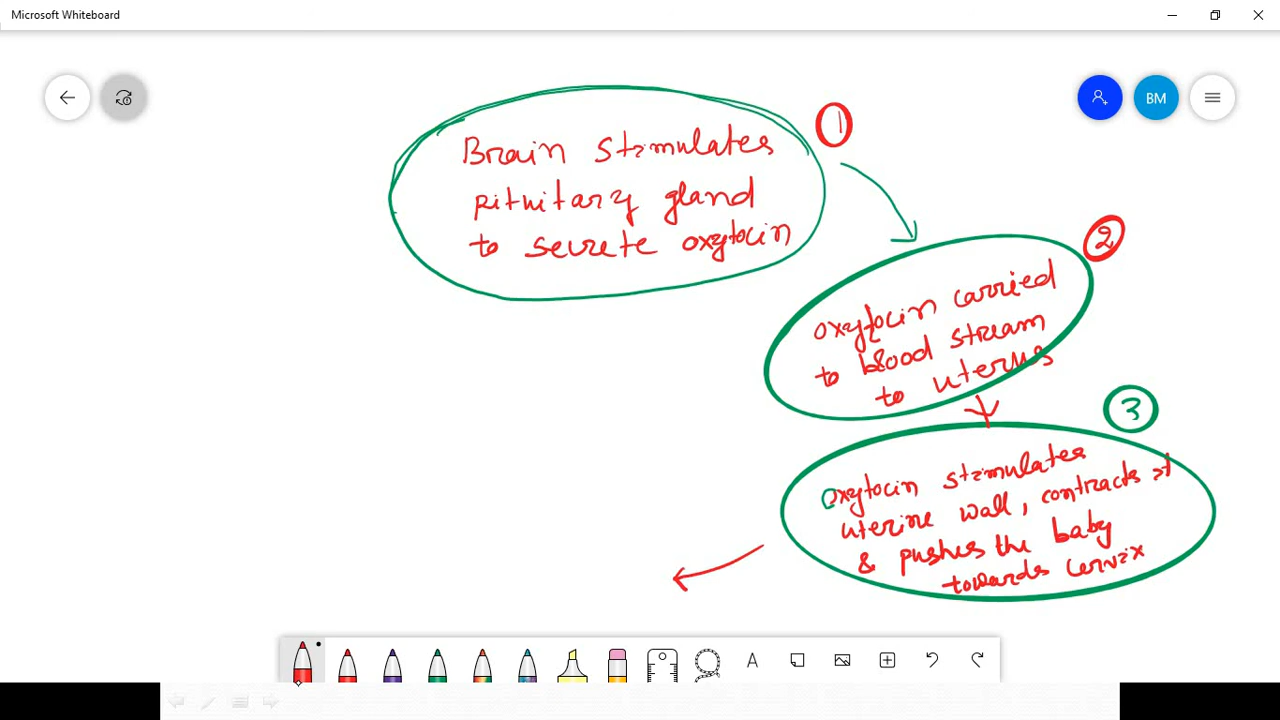 Microsoft Whiteboard
BM
1
Brain stimulates
pituitary gland
to secrete oxytocin
2
oxytocin carried
to blood stream
to uterus
3
oxytocin stimulates
uterine wall, contracts it
& pushes the baby
towards cervix
A